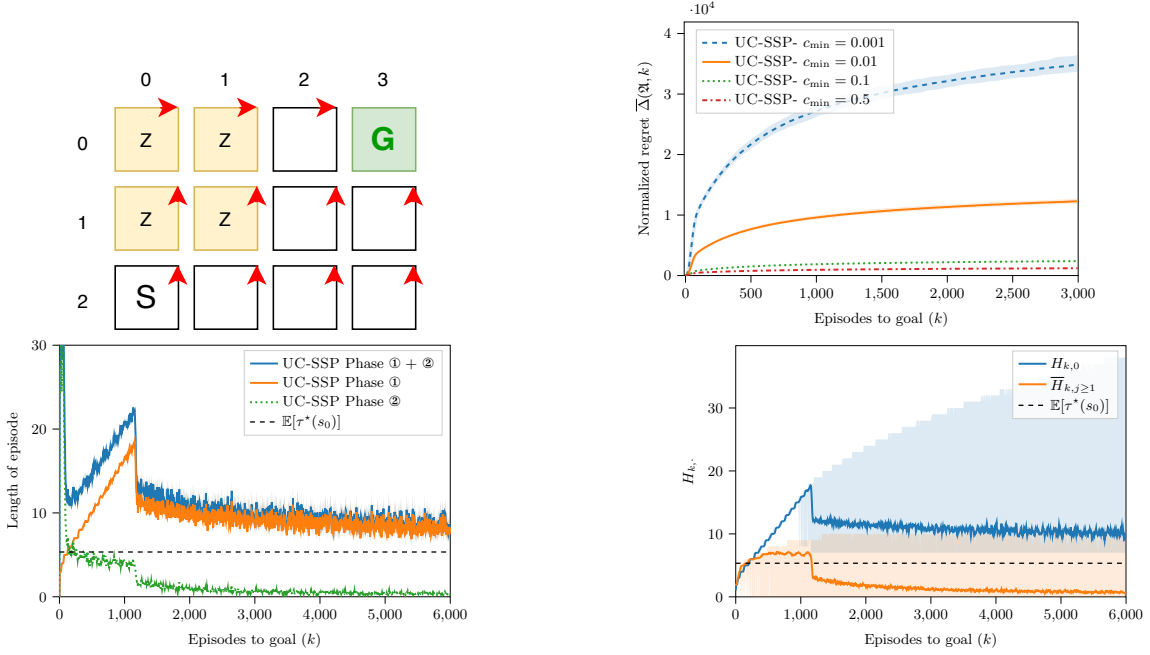 0 1 2 3
0 Z Z G
1 Z Z
2 S
·10⁴
4
3
2
1
0
Normalized regret Δ̅(𝔄, k)
UC-SSP- c_min = 0.001
UC-SSP- c_min = 0.01
UC-SSP- c_min = 0.1
UC-SSP- c_min = 0.5
0 500 1,000 1,500 2,000 2,500 3,000
Episodes to goal (k)
30
20
10
0
Length of episode
UC-SSP Phase ① + ②
UC-SSP Phase ①
UC-SSP Phase ②
𝔼[τ⋆(s₀)]
0 1,000 2,000 3,000 4,000 5,000 6,000
Episodes to goal (k)
30
20
10
0
H_{k,·}
H_{k,0}
H̅_{k,j≥1}
𝔼[τ⋆(s₀)]
0 1,000 2,000 3,000 4,000 5,000 6,000
Episodes to goal (k)